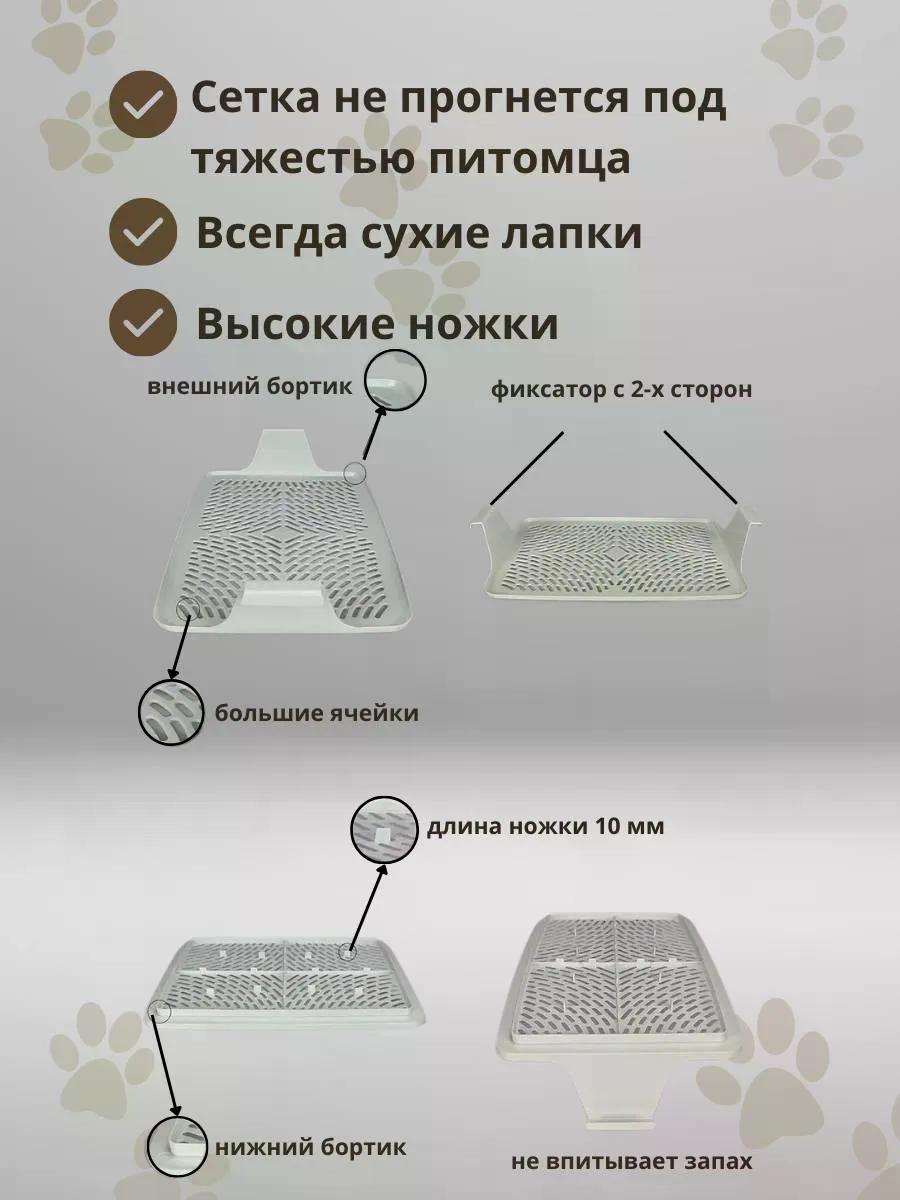 Сетка не прогнется под
тяжестью питомца
Всегда сухие лапки
Высокие ножки
внешний бортик
фиксатор с 2-х сторон
большие ячейки
длина ножки 10 мм
нижний бортик
не впитывает запах